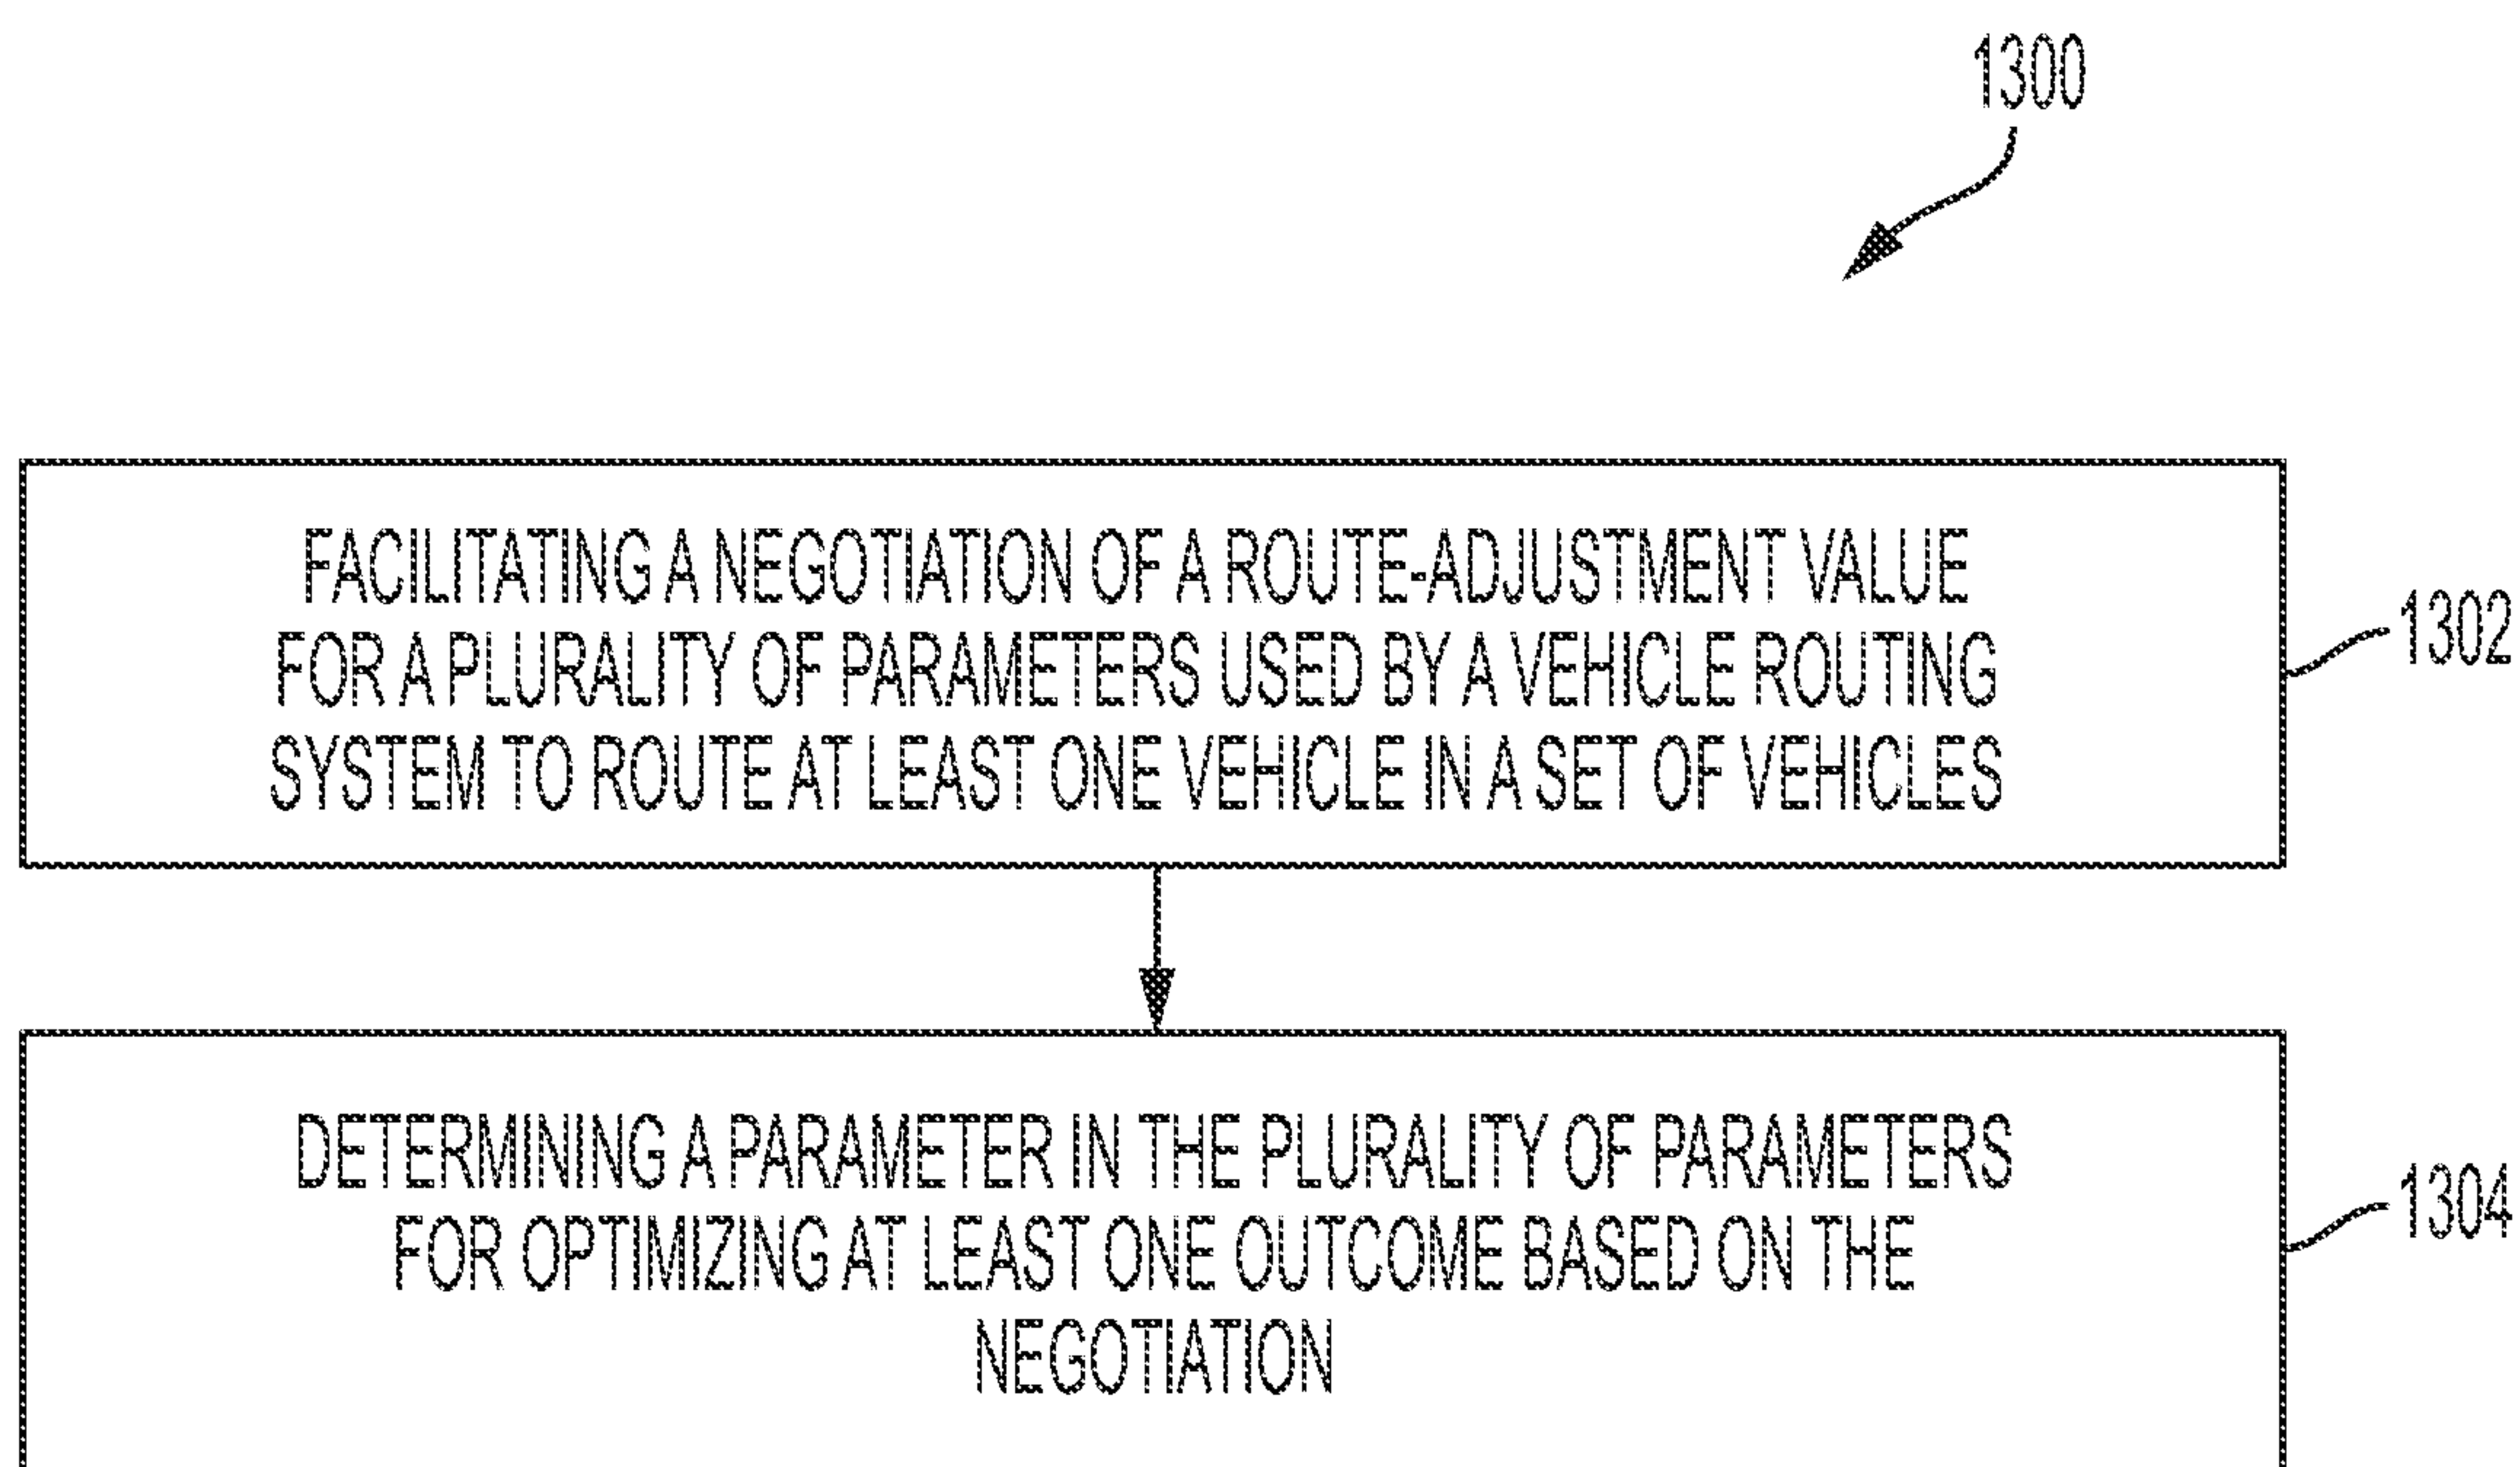 1300
FACILITATING A NEGOTIATION OF A ROUTE-ADJUSTMENT VALUE
FOR A PLURALITY OF PARAMETERS USED BY A VEHICLE ROUTING
SYSTEM TO ROUTE AT LEAST ONE VEHICLE IN A SET OF VEHICLES
1302
DETERMINING A PARAMETER IN THE PLURALITY OF PARAMETERS
FOR OPTIMIZING AT LEAST ONE OUTCOME BASED ON THE
NEGOTIATION
1304